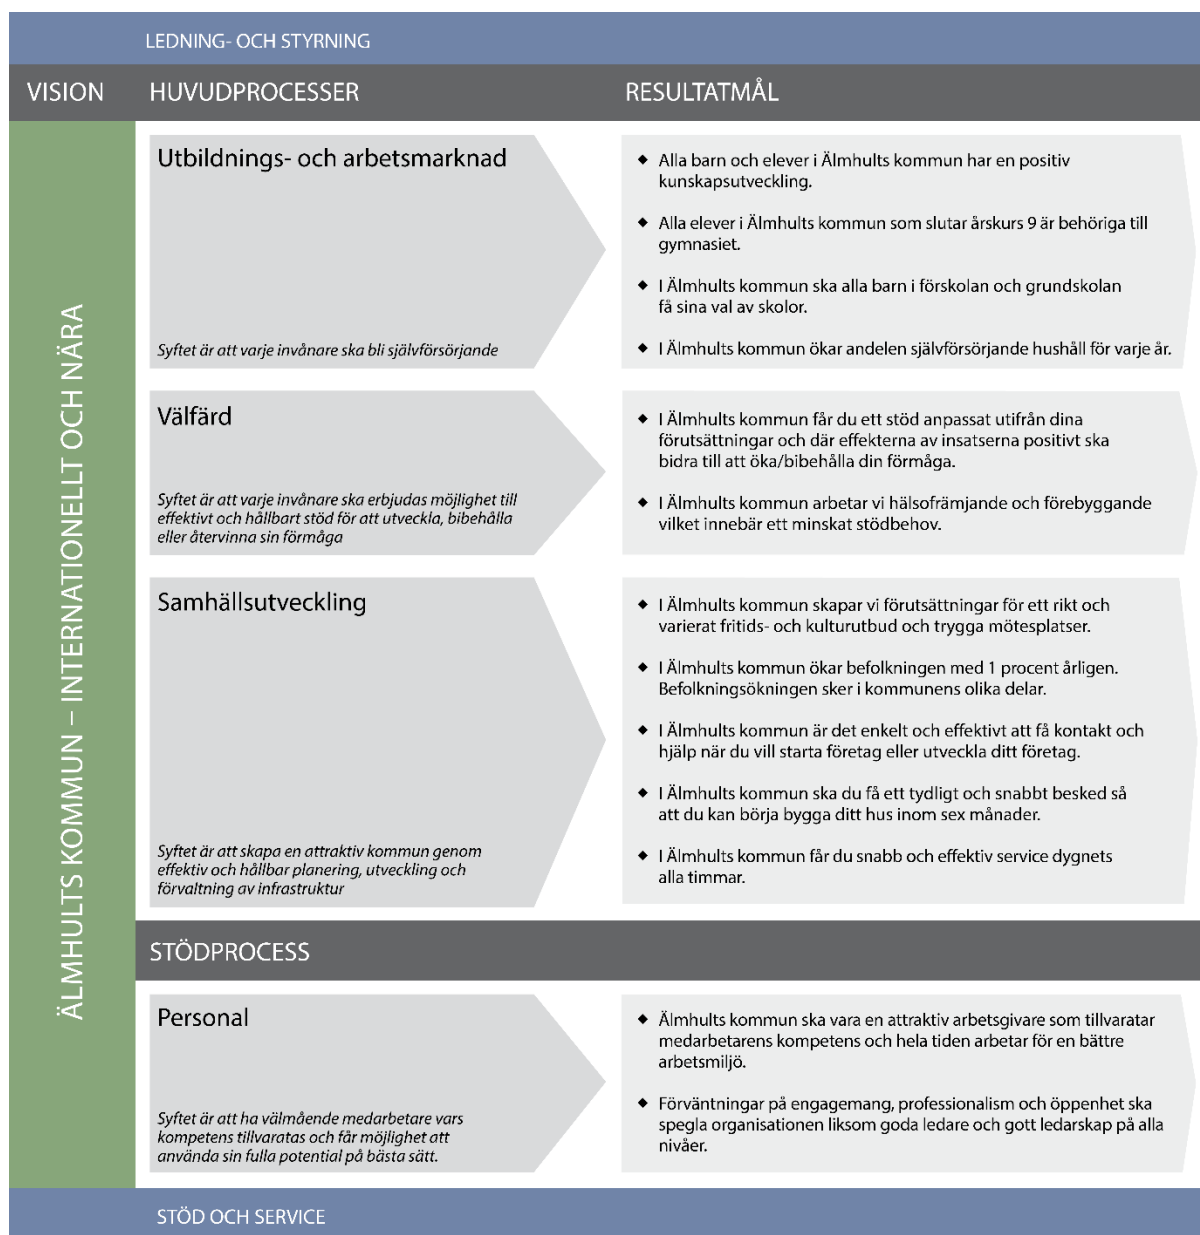 LEDNING- OCH STYRNING
VISION
HUVUDPROCESSER
RESULTATMÅL
ÄLMHULTS KOMMUN – INTERNATIONELLT OCH NÄRA
Utbildnings- och arbetsmarknad
Syftet är att varje invånare ska bli självförsörjande
◆ Alla barn och elever i Älmhults kommun har en positiv
kunskapsutveckling.
◆ Alla elever i Älmhults kommun som slutar årskurs 9 är behöriga till
gymnasiet.
◆ I Älmhults kommun ska alla barn i förskolan och grundskolan
få sina val av skolor.
◆ I Älmhults kommun ökar andelen självförsörjande hushåll för varje år.
Välfärd
Syftet är att varje invånare ska erbjudas möjlighet till
effektivt och hållbart stöd för att utveckla, bibehålla
eller återvinna sin förmåga
◆ I Älmhults kommun får du ett stöd anpassat utifrån dina
förutsättningar och där effekterna av insatserna positivt ska
bidra till att öka/bibehålla din förmåga.
◆ I Älmhults kommun arbetar vi hälsofrämjande och förebyggande
vilket innebär ett minskat stödbehov.
Samhällsutveckling
Syftet är att skapa en attraktiv kommun genom
effektiv och hållbar planering, utveckling och
förvaltning av infrastruktur
◆ I Älmhults kommun skapar vi förutsättningar för ett rikt och
varierat fritids- och kulturutbud och trygga mötesplatser.
◆ I Älmhults kommun ökar befolkningen med 1 procent årligen.
Befolkningsökningen sker i kommunens olika delar.
◆ I Älmhults kommun är det enkelt och effektivt att få kontakt och
hjälp när du vill starta företag eller utveckla ditt företag.
◆ I Älmhults kommun ska du få ett tydligt och snabbt besked så
att du kan börja bygga ditt hus inom sex månader.
◆ I Älmhults kommun får du snabb och effektiv service dygnets
alla timmar.
STÖDPROCESS
Personal
Syftet är att ha välmående medarbetare vars
kompetens tillvaratas och får möjlighet att
använda sin fulla potential på bästa sätt.
◆ Älmhults kommun ska vara en attraktiv arbetsgivare som tillvaratar
medarbetarens kompetens och hela tiden arbetar för en bättre
arbetsmiljö.
◆ Förväntningar på engagemang, professionalism och öppenhet ska
spegla organisationen liksom goda ledare och gott ledarskap på alla
nivåer.
STÖD OCH SERVICE